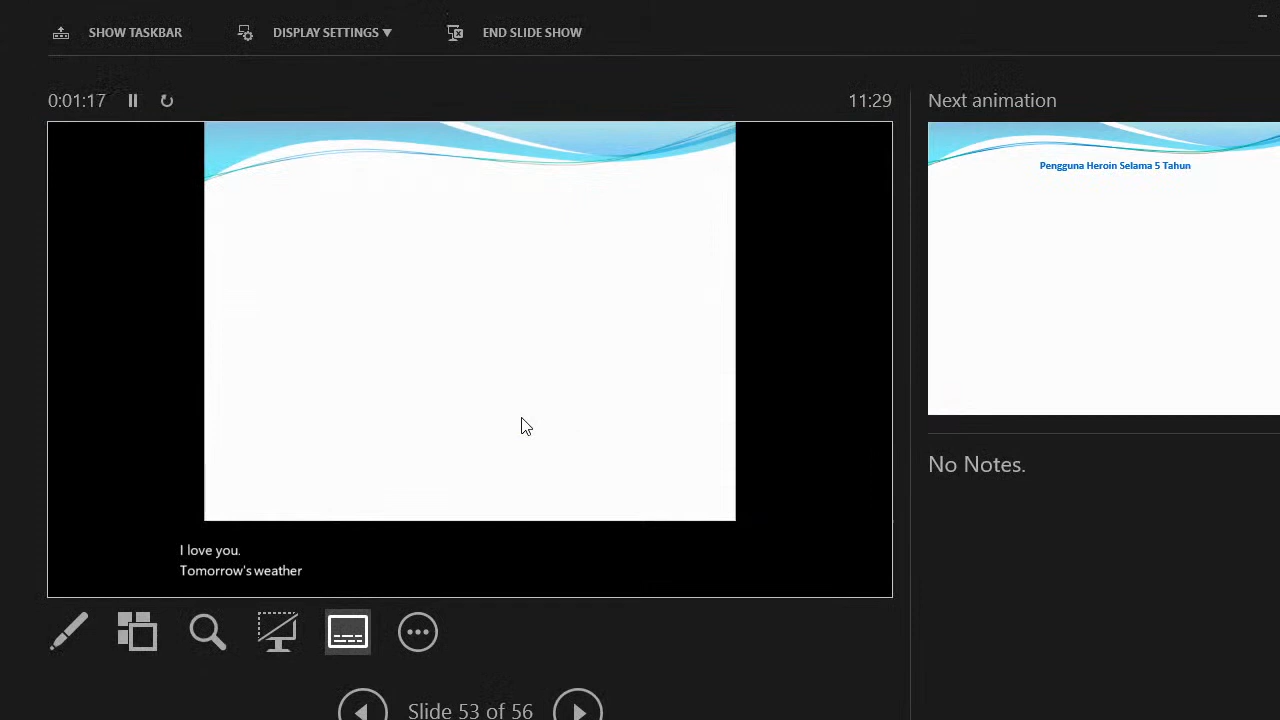 SHOW TASKBAR
DISPLAY SETTINGS ▼
END SLIDE SHOW
0:01:17
11:29
Next animation
Pengguna Heroin Selama 5 Tahun
No Notes.
I love you.
Tomorrow's weather
Slide 53 of 56